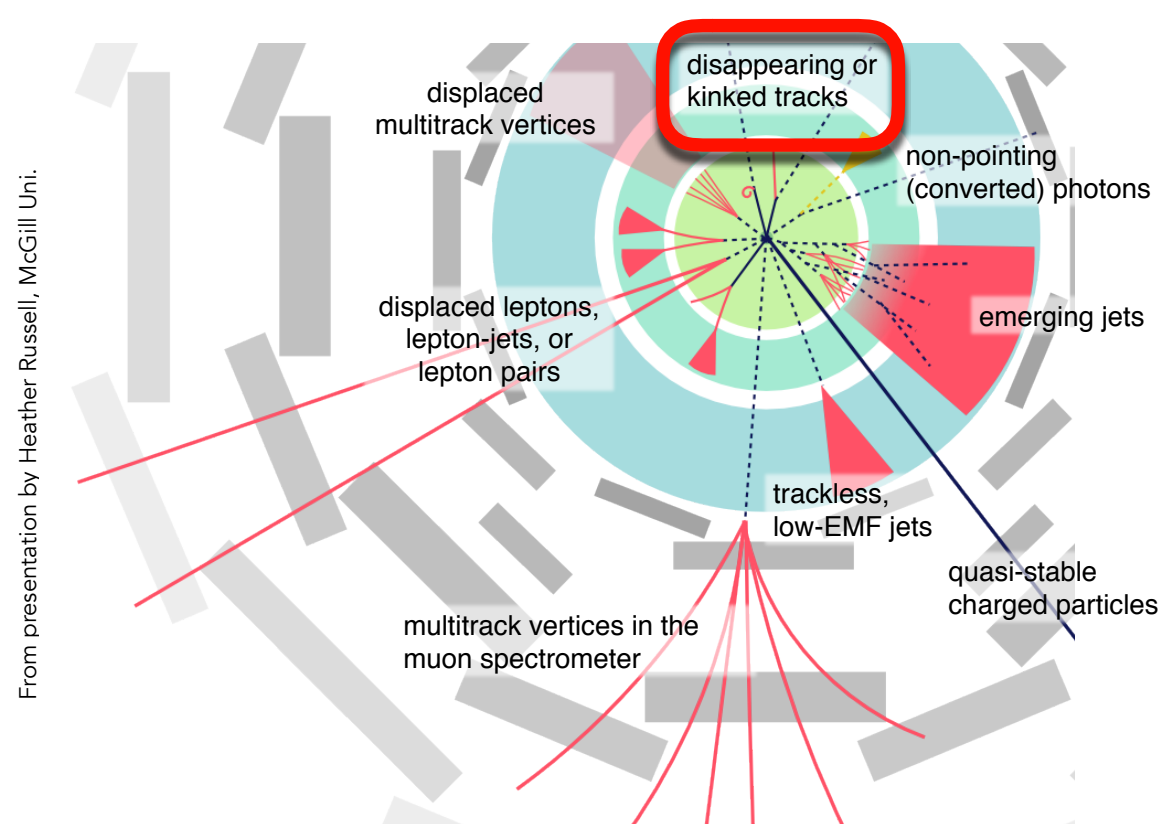 From presentation by Heather Russell, McGill Uni.
disappearing or
kinked tracks
displaced
multitrack vertices
non-pointing
(converted) photons
displaced leptons,
lepton-jets, or
lepton pairs
emerging jets
trackless,
low-EMF jets
quasi-stable
charged particles
multitrack vertices in the
muon spectrometer